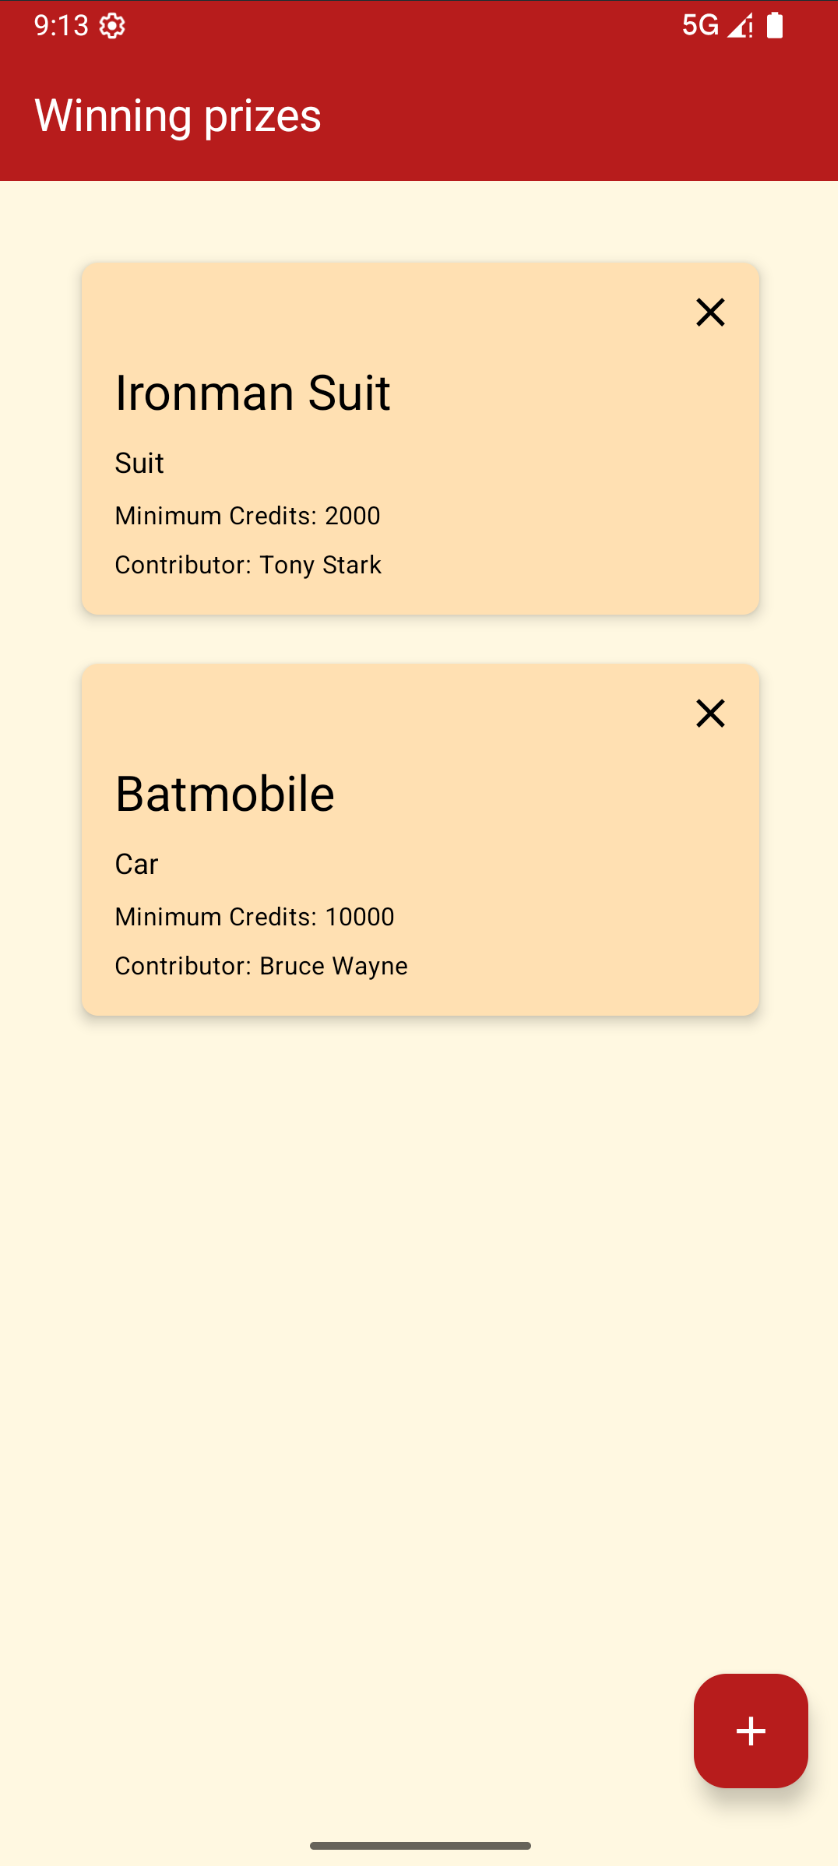 9:13
5G
Winning prizes
Ironman Suit
Suit
Minimum Credits: 2000
Contributor: Tony Stark
Batmobile
Car
Minimum Credits: 10000
Contributor: Bruce Wayne